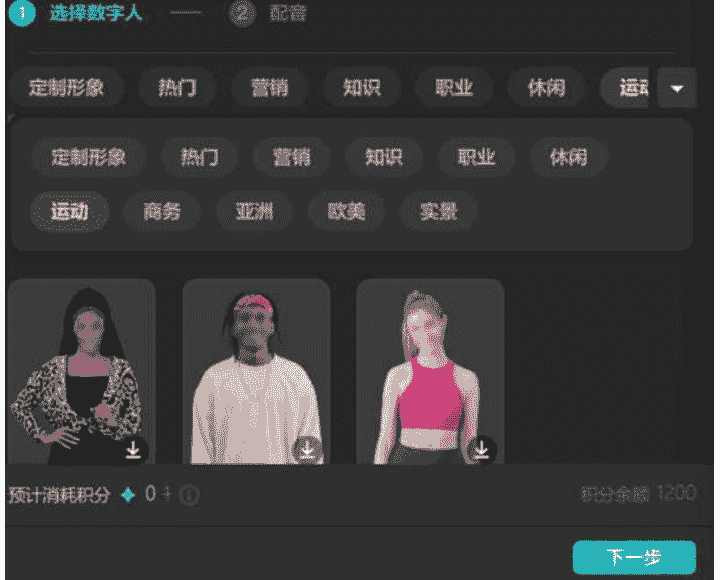 1 选择数字人 2 配音
定制形象 热门 营销 知识 职业 休闲
定制形象 热门 营销 知识 职业 休闲
运动 商务 亚洲 欧美 实景
预计消耗积分 0 积分余额 1200
下一步